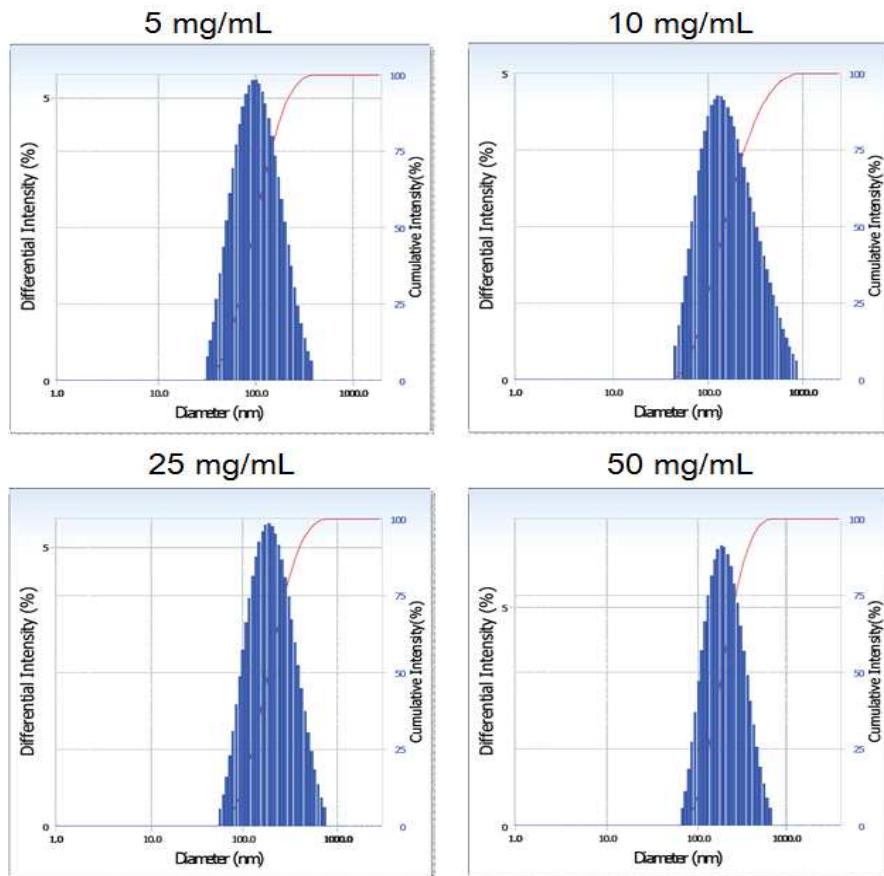 5 mg/mL
10 mg/mL
Differential Intensity (%)
5
0
100
75
50
25
0
Cumulative Intensity(%)
1.0
10.0
100.0
1000.0
Diameter (nm)
Differential Intensity (%)
5
0
100
75
50
25
0
Cumulative Intensity(%)
1.0
10.0
100.0
1000.0
Diameter (nm)
25 mg/mL
50 mg/mL
Differential Intensity (%)
5
0
100
75
50
25
0
Cumulative Intensity(%)
1.0
10.0
100.0
1000.0
Diameter (nm)
Differential Intensity (%)
5
0
100
75
50
25
0
Cumulative Intensity(%)
1.0
10.0
100.0
1000.0
Diameter (nm)